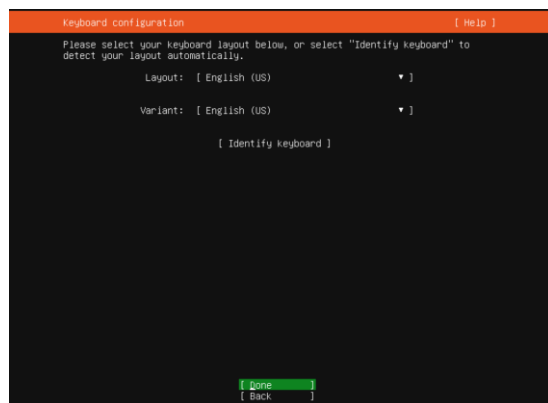 Keyboard configuration [ Help ]
Please select your keyboard layout below, or select "Identify keyboard" to
detect your layout automatically.
Layout: [ English (US) ▾ ]
Variant: [ English (US) ▾ ]
[ Identify keyboard ]
[ Done ]
[ Back ]